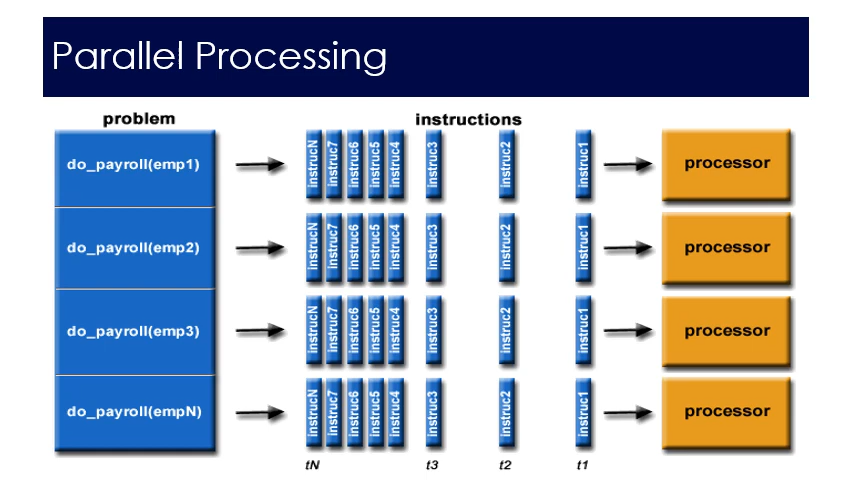 Parallel Processing
problem instructions
do_payroll(emp1) instrucN instruc7 instruc6 instruc5 instruc4 instruc3 instruc2 instruc1 processor
do_payroll(emp2) instrucN instruc7 instruc6 instruc5 instruc4 instruc3 instruc2 instruc1 processor
do_payroll(emp3) instrucN instruc7 instruc6 instruc5 instruc4 instruc3 instruc2 instruc1 processor
do_payroll(empN) instrucN instruc7 instruc6 instruc5 instruc4 instruc3 instruc2 instruc1 processor
tN t3 t2 t1